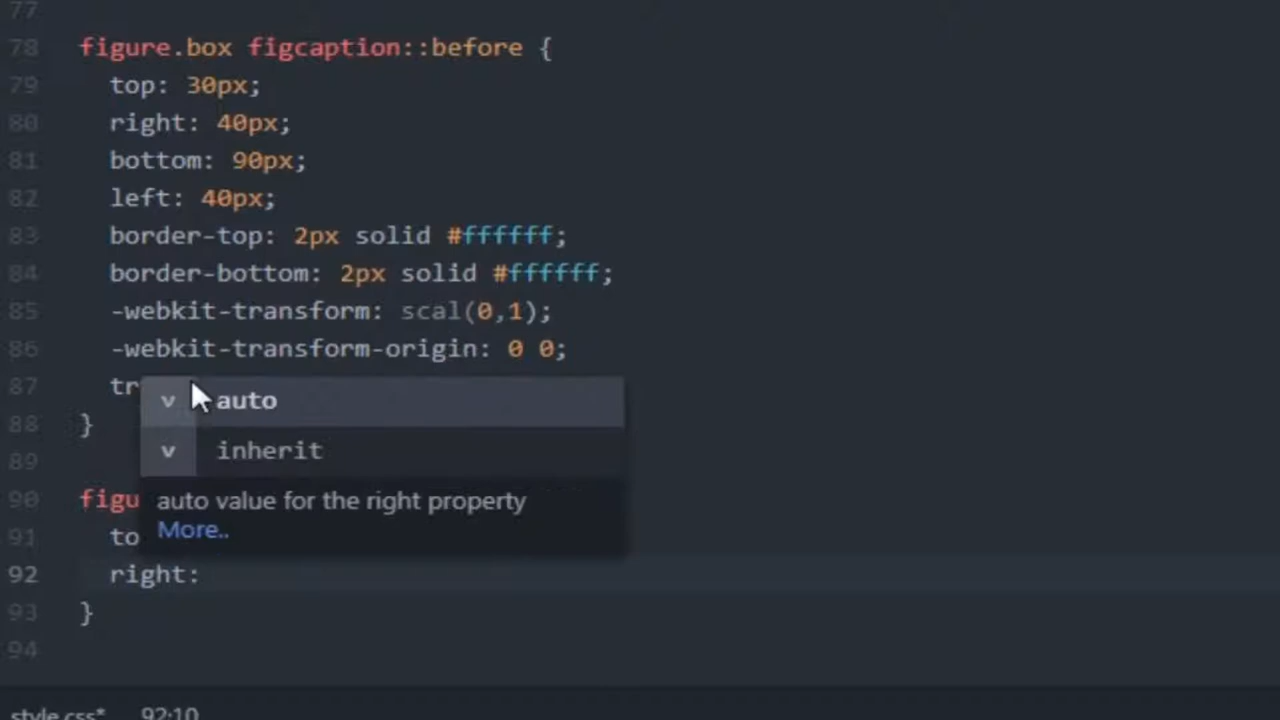 77
78 figure.box figcaption::before {
79 top: 30px;
80 right: 40px;
81 bottom: 90px;
82 left: 40px;
83 border-top: 2px solid #ffffff;
84 border-bottom: 2px solid #ffffff;
85 -webkit-transform: scal(0,1);
86 -webkit-transform-origin: 0 0;
87 tr
v auto
88 }
v inherit
89
90 figu
auto value for the right property
More..
91 to
92 right:
93 }
94
style.css* 92:10